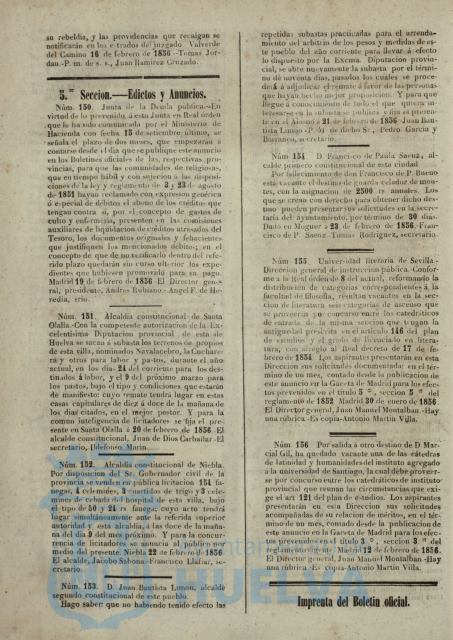 su rebeldia, y las providencias que recaigan se
notificarán en los estrados del juzgado Valverde
del Camino 16 de febrero de 1856 -Tomas Jor-
dan.-P. m. de s. s., Juan Ramirez Cruzado.
5.ª Seccion.—Edictos y Anuncios.
Núm. 150. Junta de la Deuda pública.-En
virtud de lo prevenido á esta Junta en Real órden
que le ha sido comunicada por el Ministerio de
Hacienda con fecha 15 de setiembre último, se
señala el plazo de dos meses, que empezarán á
contarse desde el dia que se publique este anuncio
en los Boletines oficiales de las respectivas pro-
vincias, para que las comunidades religiosas,
que en tiempo hábil y con sujecion á las disposi-
ciones de la ley y reglamento de 3 y 23 de agosto
de 1851 hayan reclamado con expresion genérica
ó especial de débitos el abono de los créditos que
tengan contra sí, por el concepto de gastos de
culto y enfermería, presenten en las comisiones
auxiliares de liquidacion de créditos atrasados del
Tesoro, los documentos originales y fehacientes
que justifiquen los mencionados débitos; en el
concepto de que de no verificarlo dentro del refe-
rido plazo quedarán sin curso ulterior los expe-
dientes que hubiesen promovido para su pago.
Madrid 19 de febrero de 1856 El Director gene-
ral, presidente, Andres Rubiano.-Angel F. de He-
redia, srio.
Núm. 151. Alcaldia constitucional de Santa
Olalla.-Con la competente autorizacion de la Ex-
celentísima Diputacion provincial de esta de
Huelva se sacan á subasta los terrenos de propios
de esta villa, nominados Navalacebo, la Cuchare-
ra y otros para labor y pastos, durante el año
actual, en los dias 24 del corriente para los des-
tinados á labor, y el 9 del próximo marzo para
los pastos, bajo el tipo y condiciones que estarán
de manifiesto: cuyo remate tendrá lugar en estas
casas capitulares de diez á doce de la mañana de
los dias citados, en el mejor postor. Y para la
comun inteligencia de licitadores se fija el pre-
sente en Santa Olalla á 20 de febrero de 1856 El
alcalde constitucional, Juan de Dios Carballar.-El
secretario, Ildefonso Marin.
Núm. 152. Alcaldia constitucional de Niebla.
Por disposicion del Sr. Gobernador civil de la
provincia se venden en pública licitacion 154 fa-
negas, 4 celemines, 3 cuartidos de trigo y 3 cele-
mines de cebada del hospital de esta villa, bajo
el tipo de 50 y 24 rs fanega; cuyo acto tendrá
lugar simultáneamente ante la referida superior
autoridad y esta alcaldia, á las doce de la maña-
na del dia 9 del mes próximo. Y para la concur-
rencia de licitadores se anuncia al público por
medio del presente. Niebla 22 de febrero de 1856
El alcalde, Jacobo Sabona - Francisco Llañar, se-
cretario.
Núm. 153. D. Juan Bautista Lunon, alcalde
segundo constitucional de este pueblo.
Hago saber: que no habiendo tenido efecto las
repetidas subastas practicadas para el arrenda-
miento del arbitrio de los pesos y medidas de es-
te pueblo del año corriente para llevar á efecto
lo dispuesto por la Excma. Diputacion provin-
cial, se abre nuevamente la subasta por el térmi-
no de noventa dias, pasados los cuales se proce-
derá á adjudicar el remate á favor de las personas
que hayan hecho mejor proposicion. Y para que
llegue á conocimiento de todo el que quiera in-
teresarse en la subasta se publica y fija el presen-
te en el Almendro 21 de febrero de 1856 Juan Bau-
tista Lunon -P. M. de dicho Sr., Pedro Garcia y
Barranco, secretario.
Núm 154 D. Francisco de Paula Saenz, al-
calde primero constitucional de esta ciudad
Por fallecimiento de don Francisco de P. Bueno
está vacante el destino de guarda celador de mon-
tes, con la asignacion de 2500 rs anuales. Los
que se crean con derecho para obtener dicho des-
tino pueden presentar sus solicitudes en la secre-
taría del ayuntamiento, por término de 30 dias.
Dado en Moguer á 23 de febrero de 1856. Fran-
cisco de P. Saenz.-Tomás Rodriguez, secretario.
Núm 155 Universidad literaria de Sevilla.-
Direccion general de instruccion pública. Confor-
me á la Real órden de 8 del actual, reformando la
distribucion de categorías correspondientes á la
facultad de filosofia, resultan vacantes en la sec-
cion de literatura seis categorías de ascenso que
se proveerán por concurso entre los catedráticos
de entrada de la misma seccion que tengan la
antigüedad prescrita en el artículo 146 del plan
de estudios y el grado de licenciado en litera-
tura, con arreglo al Real decreto de 17 de fe-
brero de 1854 Los aspirantes presentarán en esta
Direccion sus solicitudes documentadas en el tér-
mino de un mes, contado desde la publicacion de
este anuncio en la Gaceta de Madrid para los efec-
tos prevenidos en el título 5 º, seccion 5 ª del
reglamento de 1852 Madrid 30 de enero de 1856
El Director general, Juan Manuel Montalban.-Hay
una rúbrica.-Es copia-Antonio Martin Villa.
Núm. 156 Por salida á otro destino de D. Mar-
cial Gil, ha quedado vacante una de las cátedras
de latinidad y humanidades del instituto agregado
á la universidad de Santiago, la cual debe proveer-
se por concurso entre los catedráticos de instituto
provincial que reunan las circunstancias que exi-
ge el art 121 del plan de estudios. Los aspirantes
presentarán en esta Direccion sus solicitudes
acompañadas de su relacion de méritos, en el tér-
mino de un mes, contado desde la publicacion de
este anuncio en la Gaceta de Madrid para los efec-
tos prevenidos en el título 3 º, seccion 3 ª del
reglamento de 1852. Madrid 12 de febrero de 1856.
El Director general, Juan Manuel Montalban -Hay
una rúbrica -Es copia-Antonio Martin Villa.
Imprenta del Boletin oficial.
HUELVA